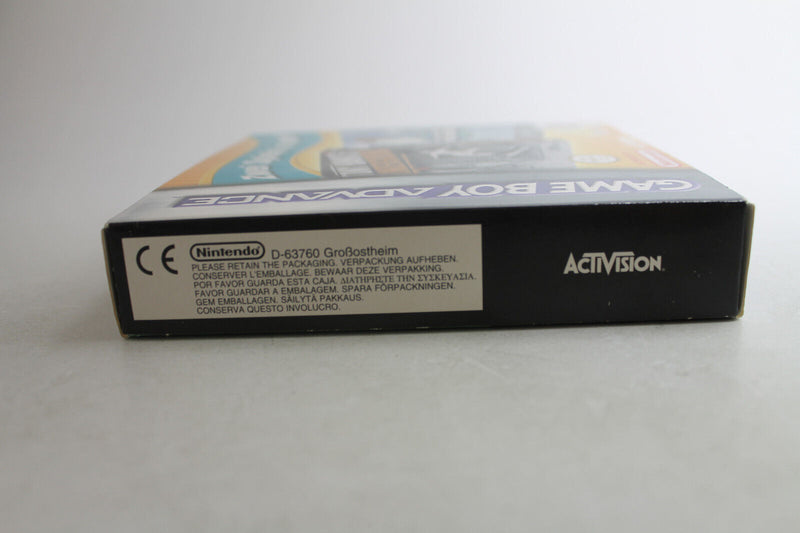 GAME BOY ADVANCE
CE Nintendo D-63760 Großostheim
PLEASE RETAIN THE PACKAGING. VERPACKUNG AUFHEBEN.
CONSERVER L'EMBALLAGE. BEWAAR DEZE VERPAKKING.
POR FAVOR GUARDA ESTA CAJA. ΔΙΑΤΗΡΗΣΤΕ ΤΗΝ ΣΥΣΚΕΥΑΣΙΑ.
FAVOR GUARDAR A EMBALAGEM. SPARA FÖRPACKNINGEN.
GEM EMBALLAGEN. SÄILYTÄ PAKKAUS.
CONSERVA QUESTO INVOLUCRO.
ACTIVISION